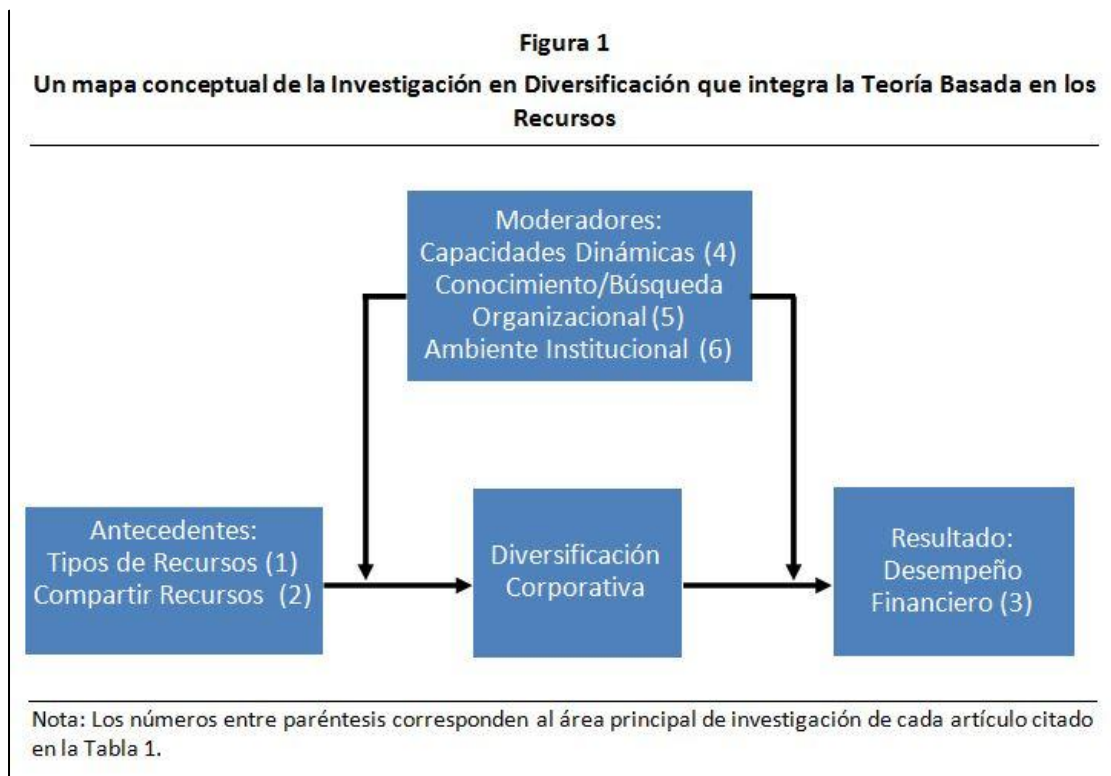 Figura 1
Un mapa conceptual de la Investigación en Diversificación que integra la Teoría Basada en los
Recursos
Moderadores:
Capacidades Dinámicas (4)
Conocimiento/Búsqueda
Organizacional (5)
Ambiente Institucional (6)
Antecedentes:
Tipos de Recursos (1)
Compartir Recursos (2)
Diversificación
Corporativa
Resultado:
Desempeño
Financiero (3)
Nota: Los números entre paréntesis corresponden al área principal de investigación de cada artículo citado
en la Tabla 1.